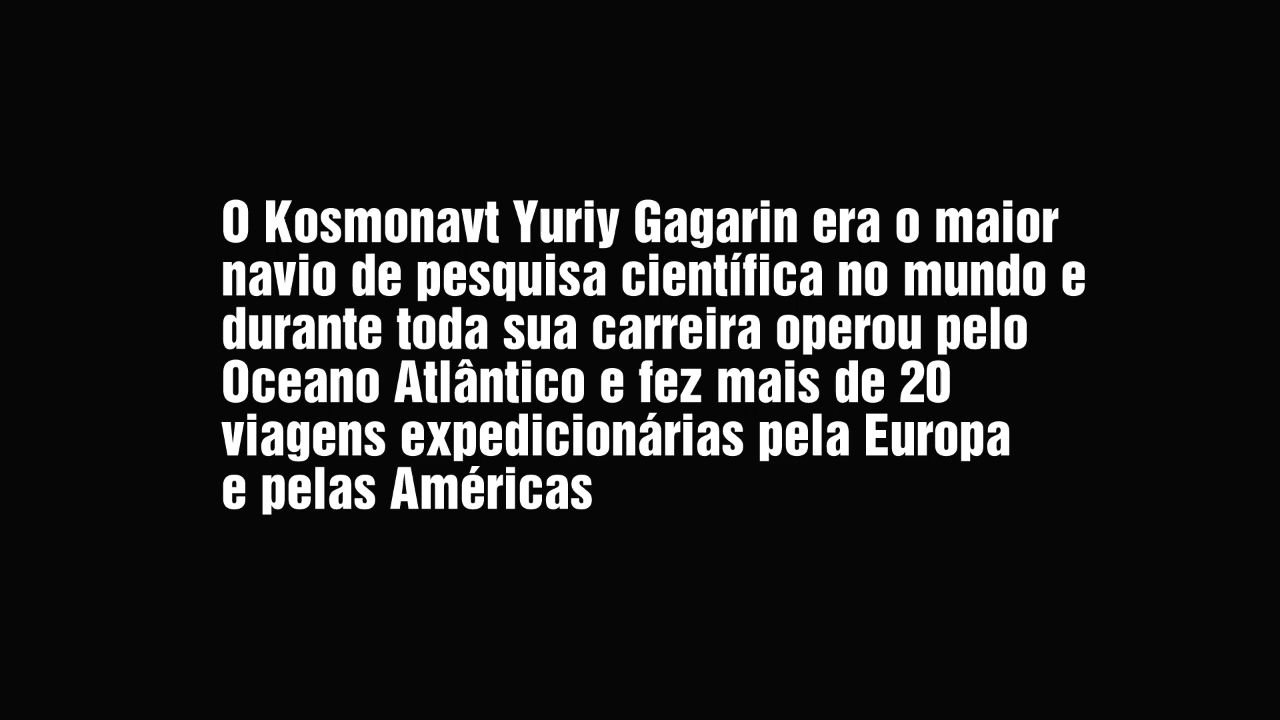 O Kosmonavt Yuriy Gagarin era o maior
navio de pesquisa científica no mundo e
durante toda sua carreira operou pelo
Oceano Atlântico e fez mais de 20
viagens expedicionárias pela Europa
e pelas Américas